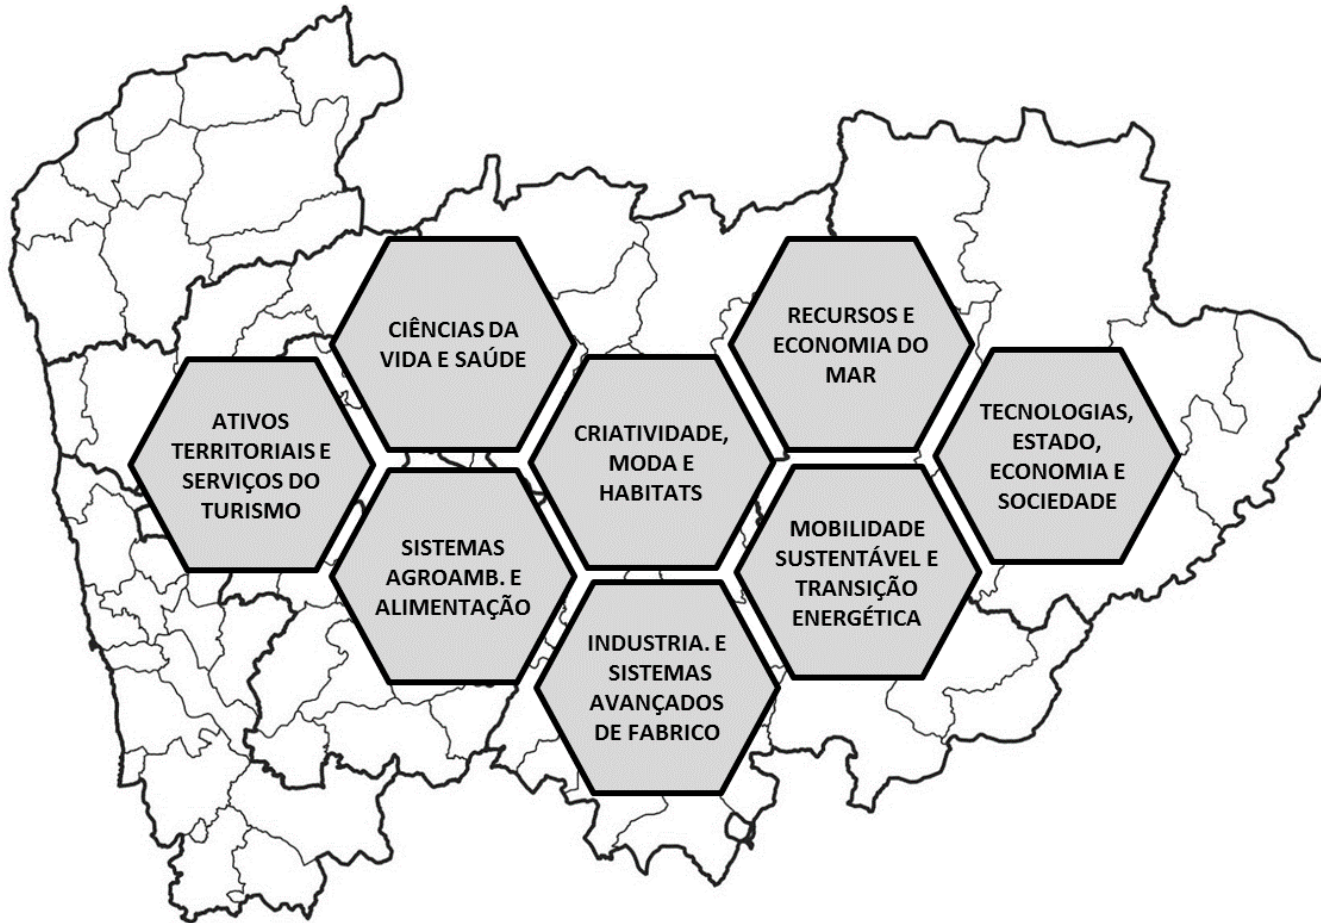 CIÊNCIAS DA
VIDA E SAÚDE
RECURSOS E
ECONOMIA DO
MAR
ATIVOS
TERRITORIAIS E
SERVIÇOS DO
TURISMO
CRIATIVIDADE,
MODA E
HABITATS
TECNOLOGIAS,
ESTADO,
ECONOMIA E
SOCIEDADE
SISTEMAS
AGROAMB. E
ALIMENTAÇÃO
MOBILIDADE
SUSTENTÁVEL E
TRANSIÇÃO
ENERGÉTICA
INDUSTRIA. E
SISTEMAS
AVANÇADOS
DE FABRICO